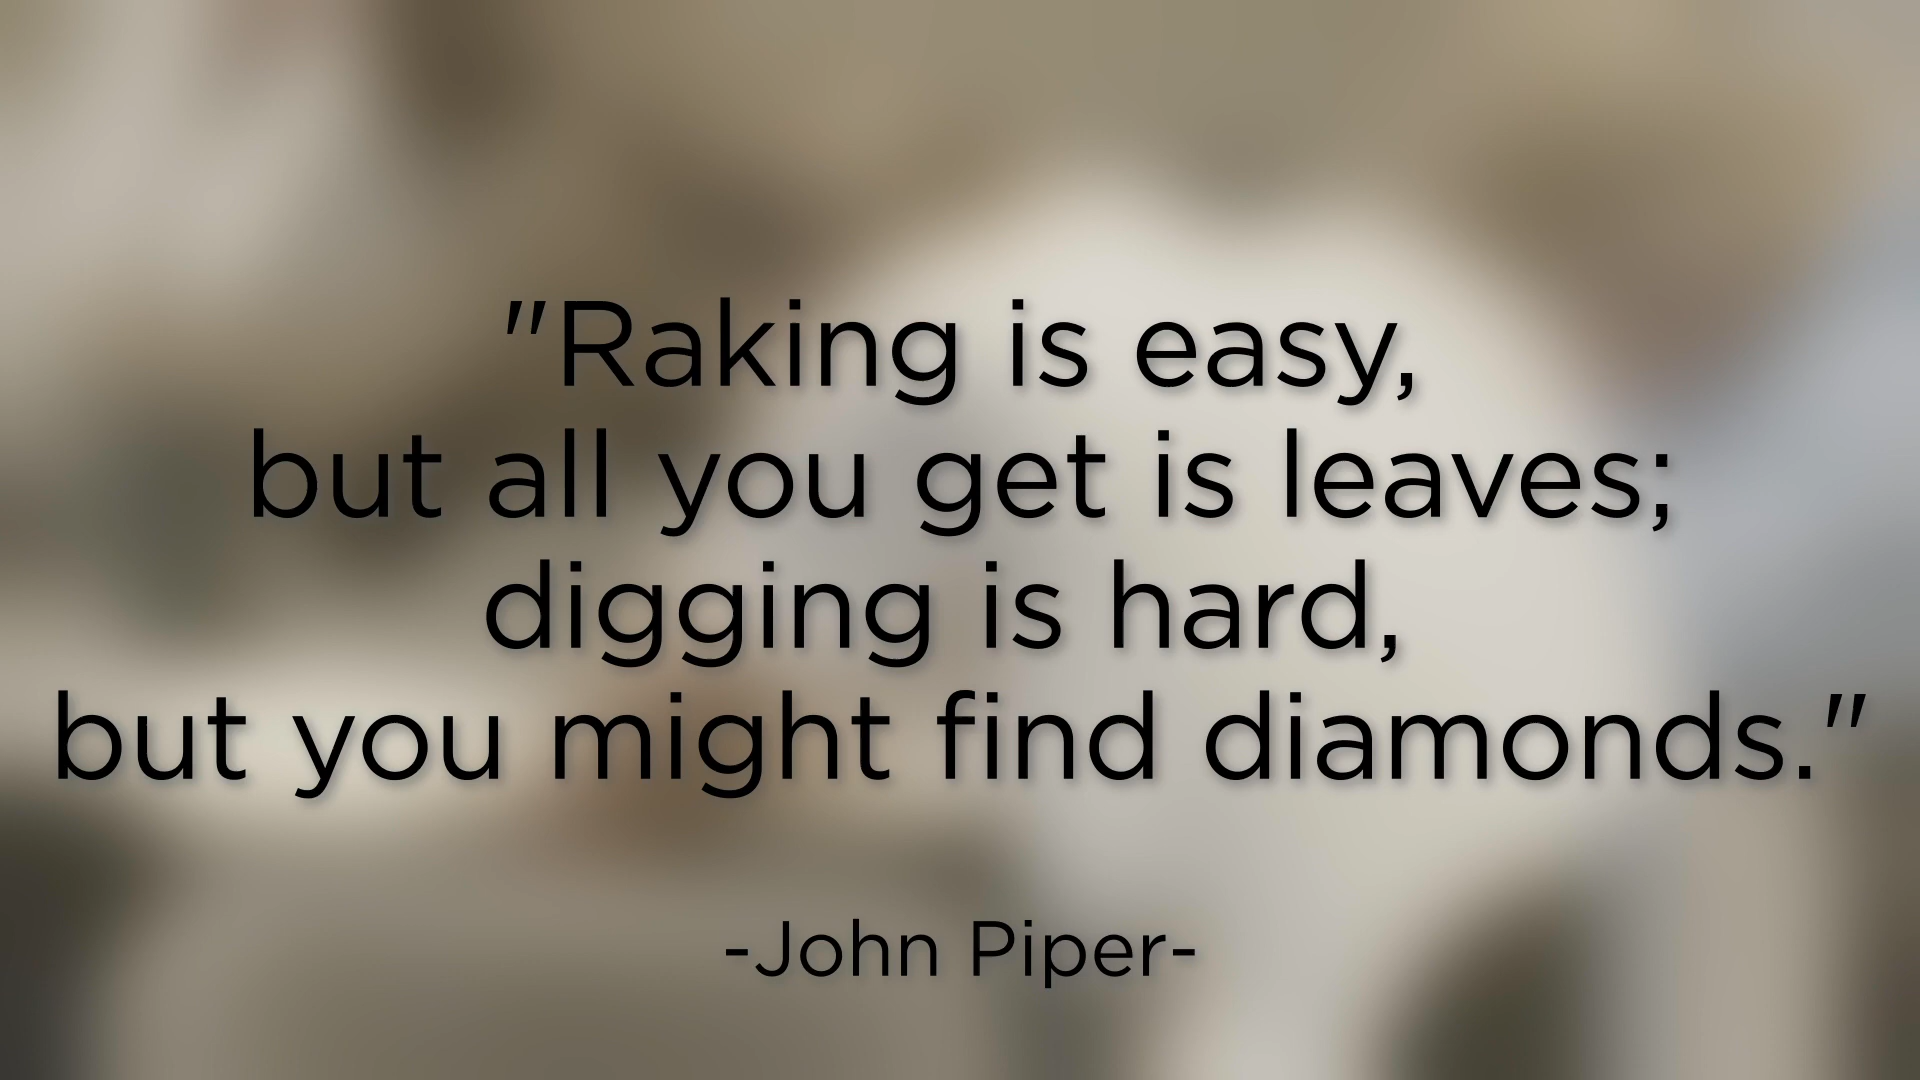 "Raking is easy,
but all you get is leaves;
digging is hard,
but you might find diamonds."
-John Piper-